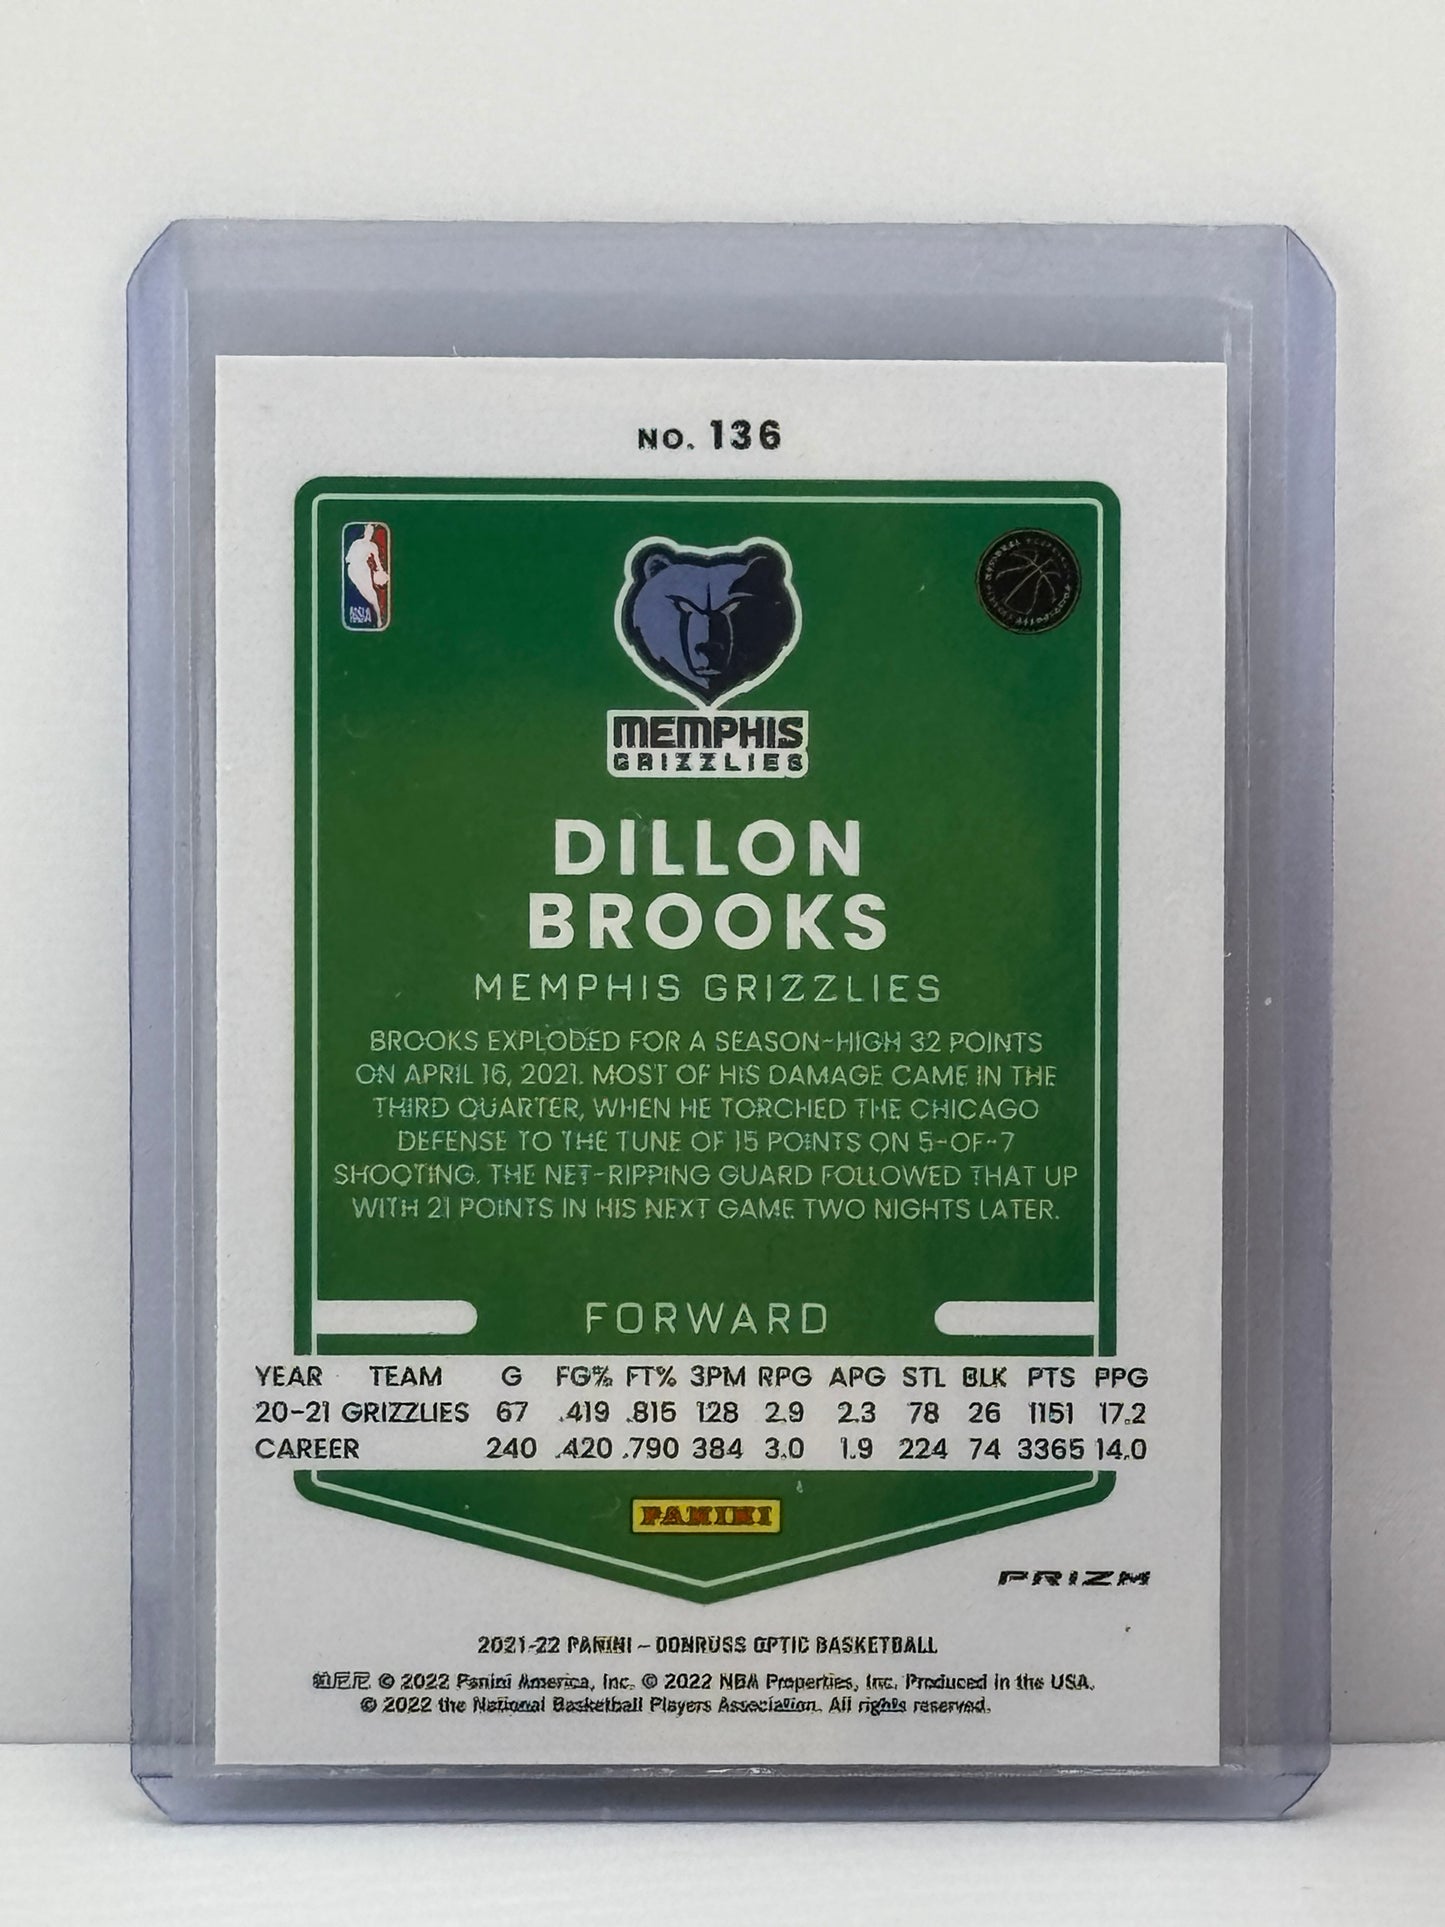 NO. 136
MEMPHIS
GRIZZLIES
DILLON
BROOKS
MEMPHIS GRIZZLIES
BROOKS EXPLODED FOR A SEASON-HIGH 32 POINTS
ON APRIL 16, 2021. MOST OF HIS DAMAGE CAME IN THE
THIRD QUARTER, WHEN HE TORCHED THE CHICAGO
DEFENSE TO THE TUNE OF 15 POINTS ON 5-OF-7
SHOOTING. THE NET-RIPPING GUARD FOLLOWED THAT UP
WITH 21 POINTS IN HIS NEXT GAME TWO NIGHTS LATER.
FORWARD
YEAR TEAM G FG% FT% 3PM RPG APG STL BLK PTS PPG
20-21 GRIZZLIES 67 .419 .815 128 2.9 2.3 78 26 1151 17.2
CAREER 240 .420 .790 384 3.0 1.9 224 74 3365 14.0
PANINI
PRIZM
2021-22 PANINI – DONRUSS OPTIC BASKETBALL
© 2022 Panini America, Inc. © 2022 NBA Properties, Inc. Produced in the USA.
© 2022 the National Basketball Players Association. All rights reserved.